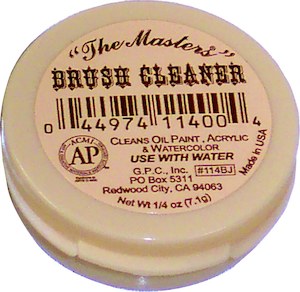 "The Masters"
BRUSH CLEANER
0 44974 11400 4
CLEANS OIL PAINT, ACRYLIC
& WATERCOLOR
USE WITH WATER
ACMI
AP
G.P.C., Inc. #114BJ
PO Box 5311
Redwood City, CA 94063
Net Wt 1/4 oz (7.1g)
Made in USA